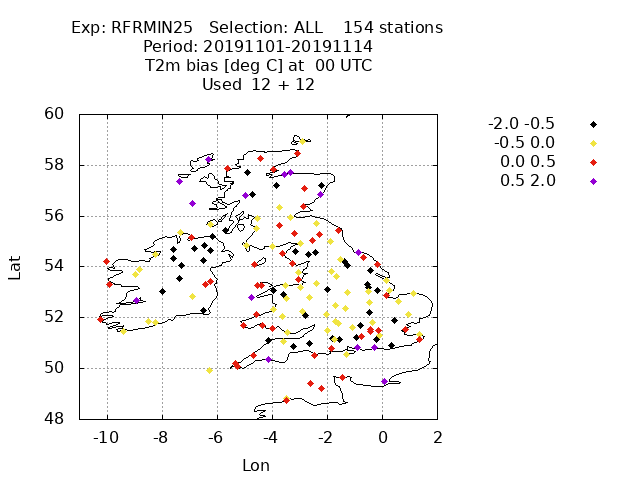 Exp: RFRMIN25 Selection: ALL 154 stations
Period: 20191101-20191114
T2m bias [deg C] at 00 UTC
Used 12 + 12
-2.0 -0.5
-0.5 0.0
0.0 0.5
0.5 2.0
60
58
56
54
52
50
48
Lat
-10 -8 -6 -4 -2 0 2
Lon